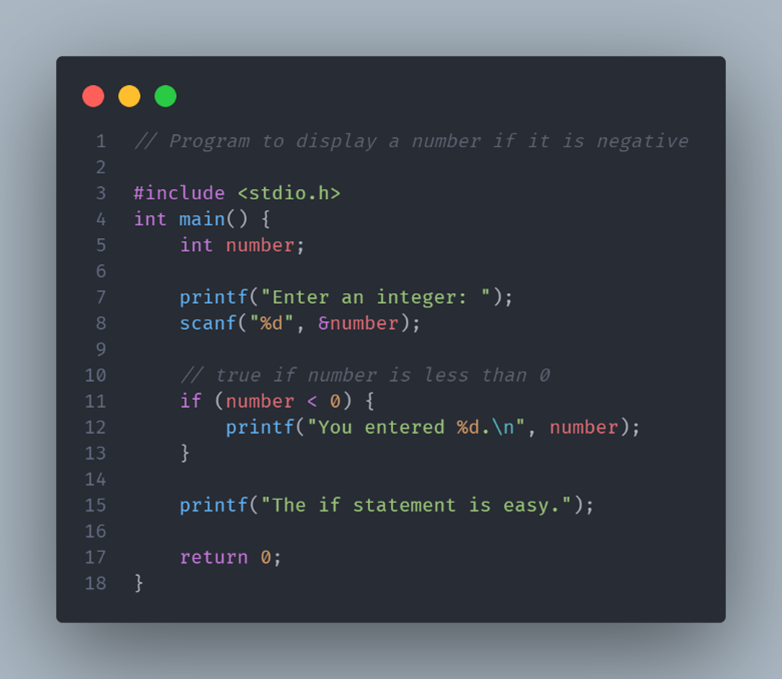 1 // Program to display a number if it is negative
2
3 #include <stdio.h>
4 int main() {
5     int number;
6
7     printf("Enter an integer: ");
8     scanf("%d", &number);
9
10     // true if number is less than 0
11     if (number < 0) {
12         printf("You entered %d.\n", number);
13     }
14
15     printf("The if statement is easy.");
16
17     return 0;
18 }